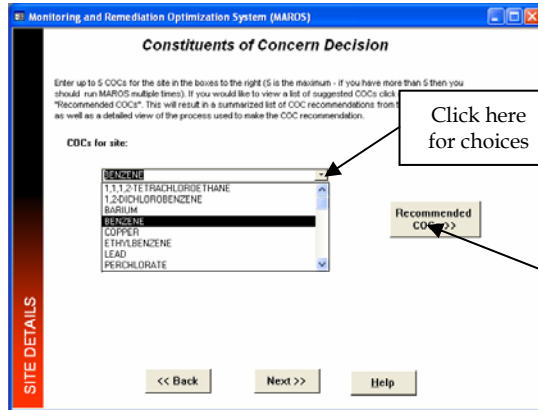 Monitoring and Remediation Optimization System (MAROS)
Constituents of Concern Decision
Enter up to 5 COCs for the site in the boxes to the right (5 is the maximum - if you have more than 5 then you
should run MAROS multiple times). If you would like to view a list of suggested COCs click
"Recommended COCs". This will result in a summarized list of COC recommendations from
as well as a detailed view of the process used to make the COC recommendation.
Click here
for choices
COCs for site:
BENZENE
1,1,1,2-TETRACHLOROETHANE
1,2-DICHLOROBENZENE
BARIUM
BENZENE
COPPER
ETHYLBENZENE
LEAD
PERCHLORATE
Recommended
>>
SITE DETAILS
<< Back
Next >>
Help